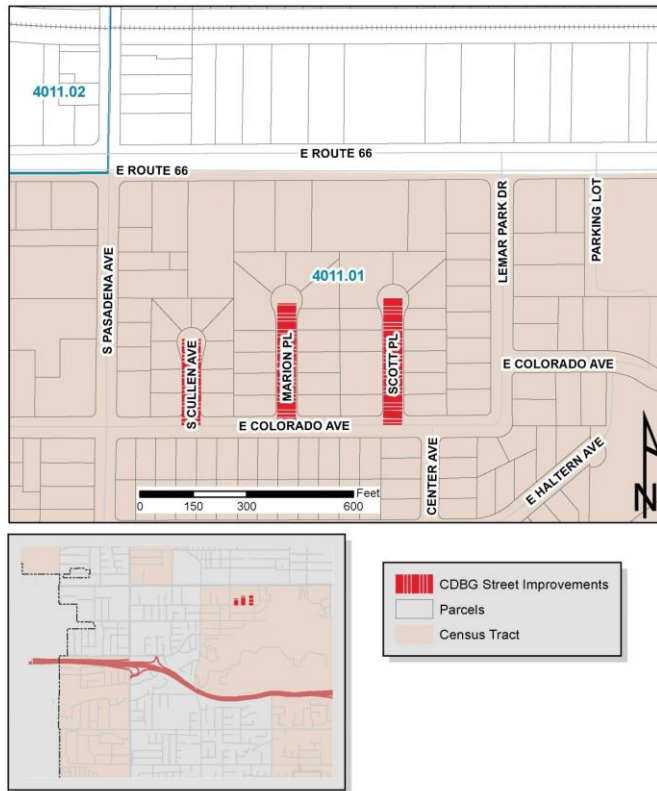 4011.02
E ROUTE 66
E ROUTE 66
S PASADENA AVE
LEMAR PARK DR
PARKING LOT
4011.01
S CULLEN AVE
MARION PL
SCOTT PL
E COLORADO AVE
E COLORADO AVE
CENTER AVE
E HALTERN AVE
N
Feet
0 150 300 600
CDBG Street Improvements
Parcels
Census Tract